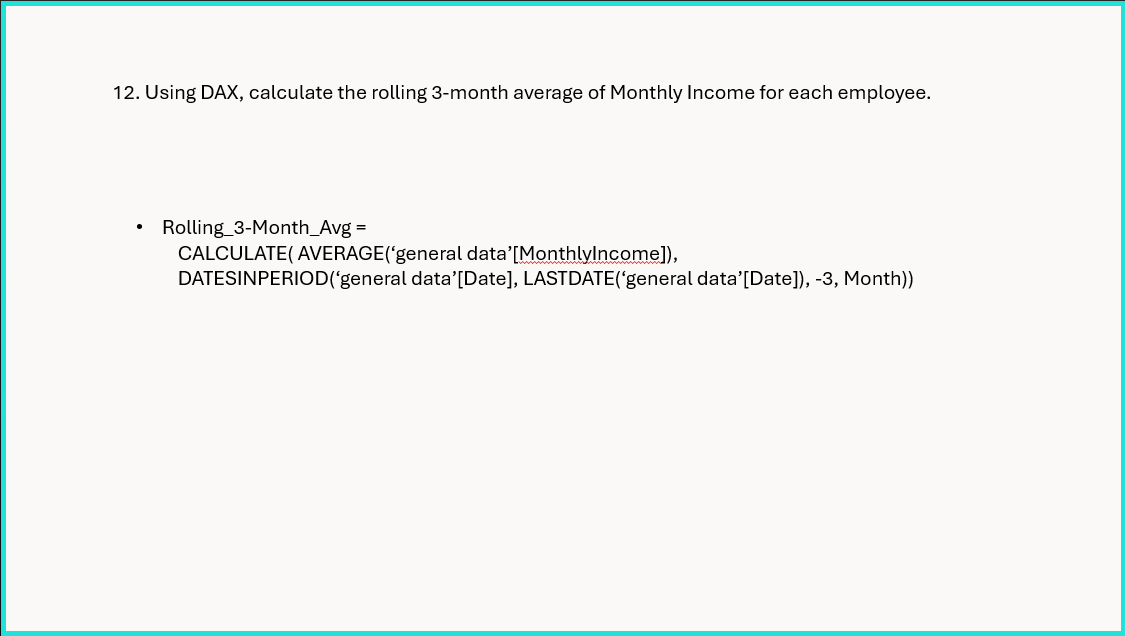 12. Using DAX, calculate the rolling 3-month average of Monthly Income for each employee.
• Rolling_3-Month_Avg =
CALCULATE( AVERAGE(‘general data’[MonthlyIncome]),
DATESINPERIOD(‘general data’[Date], LASTDATE(‘general data’[Date]), -3, Month))